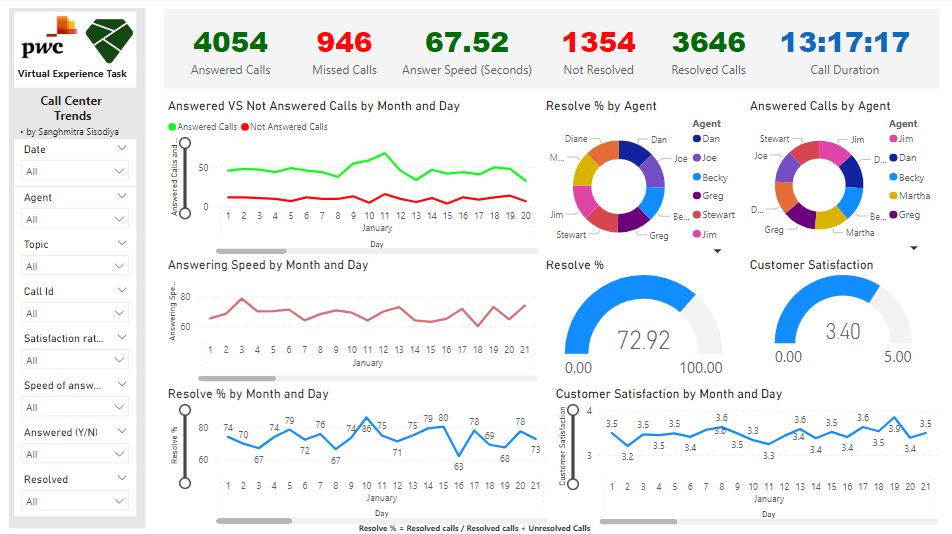 pwc
Virtual Experience Task
Call Center
Trends
• by Sanghmitra Sisodiya
Date
All
Agent
All
Topic
All
Call Id
All
Satisfaction rat...
All
Speed of answ...
All
Answered (Y/N)
All
Resolved
All
4054 946 67.52 1354 3646 13:17:17
Answered Calls Missed Calls Answer Speed (Seconds) Not Resolved Resolved Calls Call Duration
Answered VS Not Answered Calls by Month and Day
Answered Calls Not Answered Calls
Answered Calls and ...
50
0
1 2 3 4 5 6 7 8 9 10 11 12 13 14 15 16 17 18 19 20
January
Day
Resolve % by Agent
Diane Dan
M... Joe
Jim Be...
Stewart Greg
Agent
Dan
Joe
Becky
Greg
Stewart
Jim
Answered Calls by Agent
Stewart Jim
Joe D...
D... Be...
Greg Martha
Agent
Jim
Dan
Becky
Martha
Greg
Answering Speed by Month and Day
Answering Spe...
80
60
1 2 3 4 5 6 7 8 9 10 11 12 13 14 15 16 17 18 19 20 21
January
Resolve %
72.92
0.00 100.00
Customer Satisfaction
3.40
0.00 5.00
Resolve % by Month and Day
Resolve %
80
60
74 70 67 74 79 72 76 67 74 86 75 71 75 79 80 63 78 69 68 78 73
1 2 3 4 5 6 7 8 9 10 11 12 13 14 15 16 17 18 19 20 21
January
Day
Customer Satisfaction by Month and Day
Customer Satisfaction
4
3
3.5 3.2 3.5 3.5 3.5 3.4 3.6 3.6 3.5 3.3 3.3 3.6 3.4 3.5 3.4 3.6 3.5 3.9 3.4 3.5
1 2 3 4 5 6 7 8 9 10 11 12 13 14 15 16 17 18 19 20 21
January
Day
Resolve % = Resolved calls / Resolved calls + Unresolved Calls